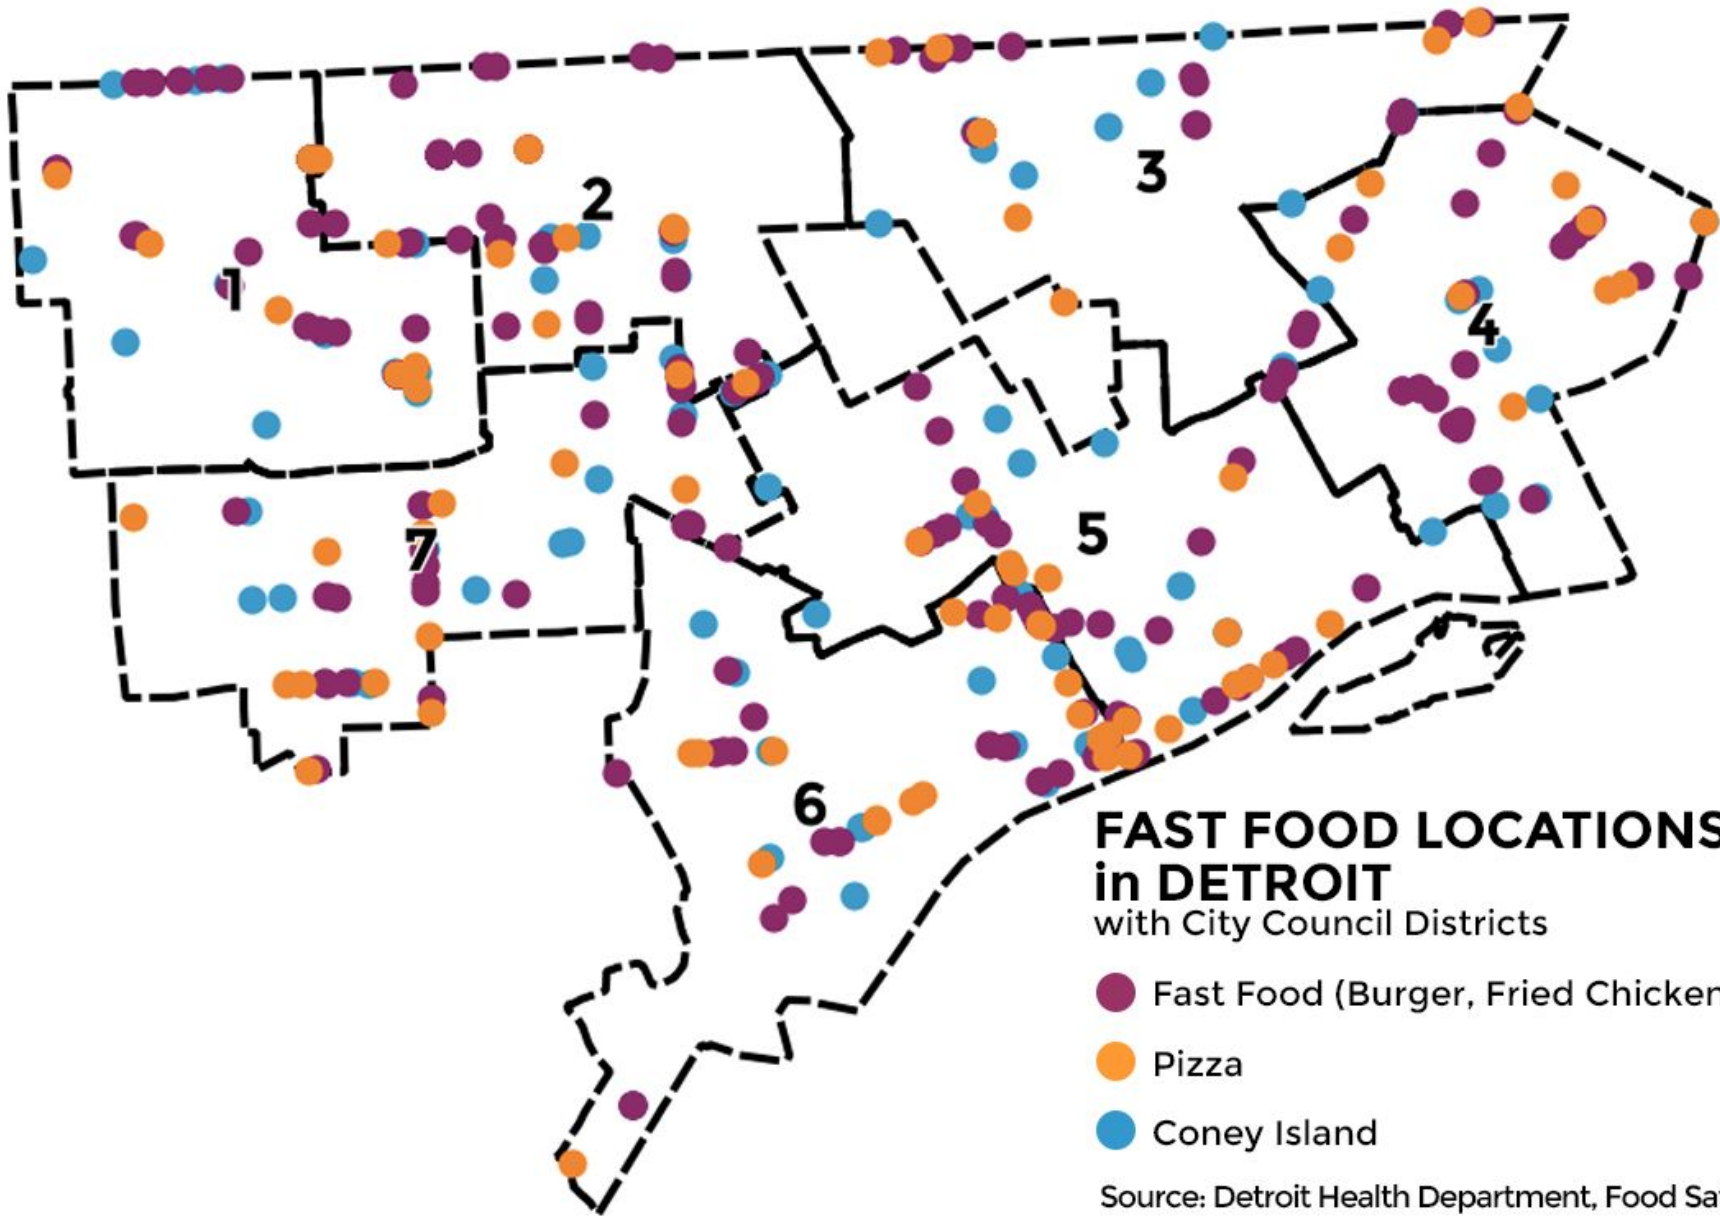 2
3
1
4
7
5
6
FAST FOOD LOCATIONS
in DETROIT
with City Council Districts
Fast Food (Burger, Fried Chicken
Pizza
Coney Island
Source: Detroit Health Department, Food